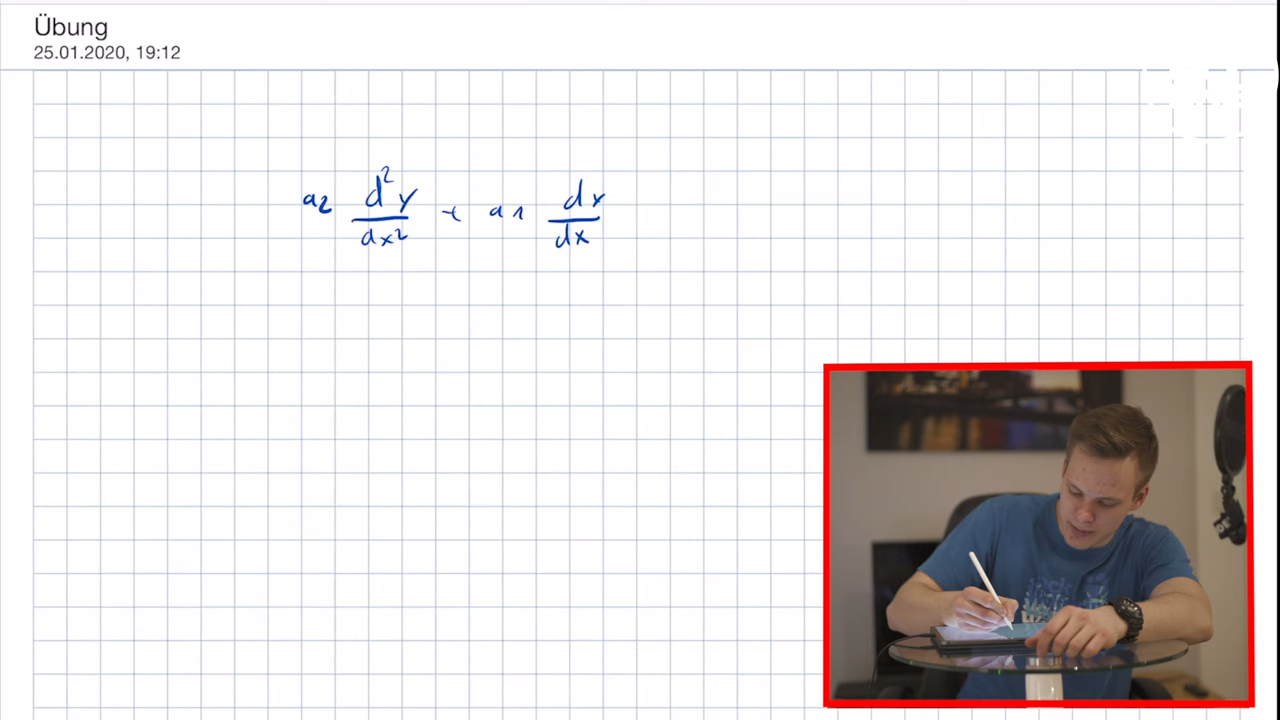 Übung
25.01.2020, 19:12
a2 d²y/dx² + a1 dx/dx